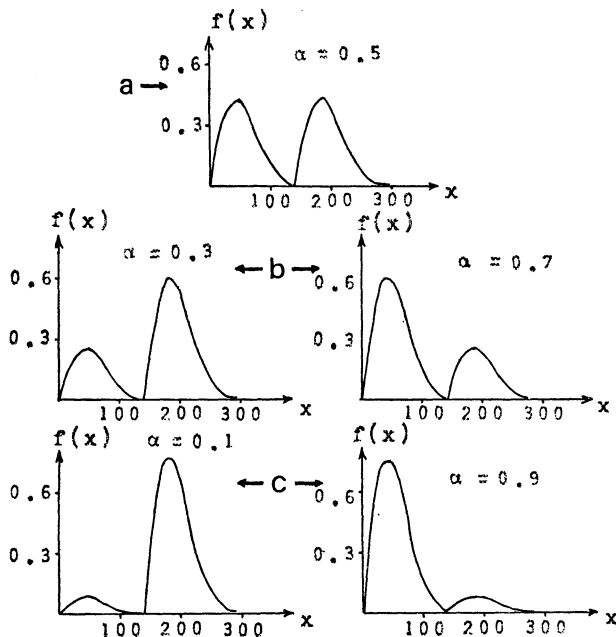 f(x)
α = 0.5
0.6
a
0.3
100 200 300 x
f(x) f(x)
α = 0.3 b α = 0.7
0.6 0.6
0.3 0.3
100 200 300 x 100 200 300 x
f(x) f(x)
α = 0.1
c α = 0.9
0.6 0.6
0.3 0.3
100 200 300 x 100 200 300 x